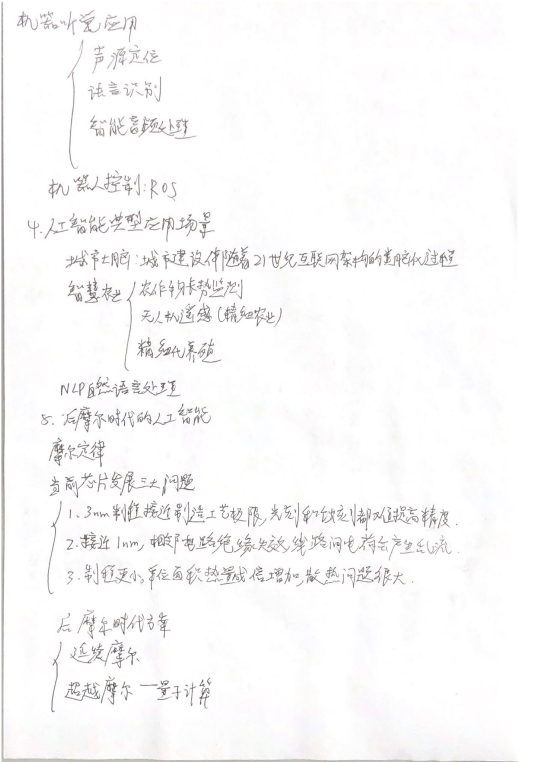 机器听觉应用
声源定位
语言识别
智能音频处理
机器人控制:ROS
4.人工智能典型应用场景
城市大脑:城市建设伴随着21世纪互联网架构的类脑化过程
智慧农业
农作物长势监测
无人机遥感(精细农业)
精细化养殖
NLP自然语言处理
5.后摩尔时代的人工智能
摩尔定律
当前芯片发展三大问题
1.3nm制程接近制造工艺极限,光刻和蚀刻都难提高精度.
2.接近1nm,相邻电路绝缘失效,线路间电荷会产生乱流.
3.制程更小,单位面积热量成倍增加,散热问题很大.
后摩尔时代方案
延续摩尔
超越摩尔—量子计算